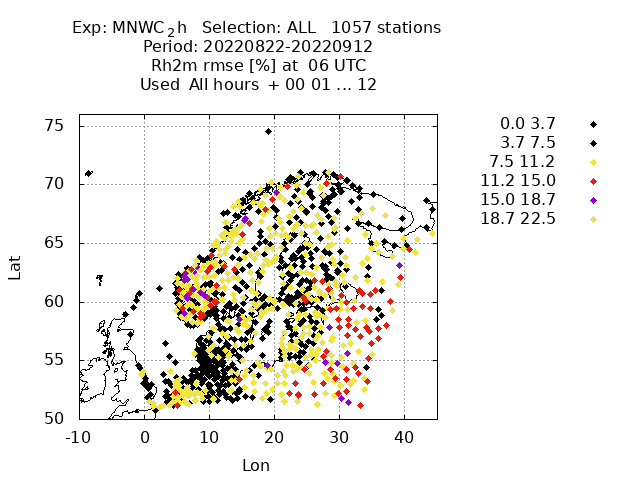 Exp: MNWC_2h   Selection: ALL   1057 stations
Period: 20220822-20220912
Rh2m rmse [%] at  06 UTC
Used  All hours  + 00 01 ... 12
0.0 3.7
3.7 7.5
7.5 11.2
11.2 15.0
15.0 18.7
18.7 22.5
75
70
65
60
55
50
Lat
-10 0 10 20 30 40
Lon